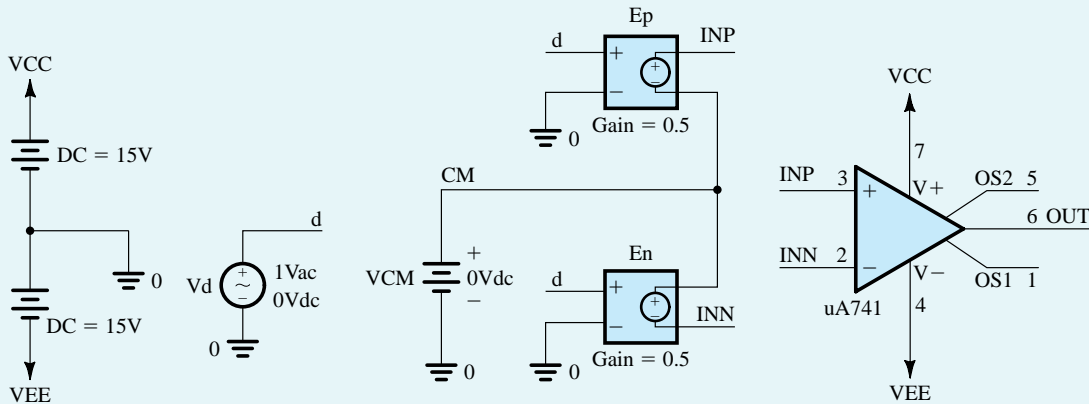 VCC
DC = 15V
0
DC = 15V
VEE
d
Vd
+
~
−
1Vac
0Vdc
0
Ep
d
+
−
+
−
INP
0
Gain = 0.5
CM
VCM
+
0Vdc
−
0
En
d
+
−
+
−
INN
0
Gain = 0.5
VCC
7
INP 3
+
V+
OS2 5
6 OUT
INN 2
−
V−
OS1 1
uA741
4
VEE